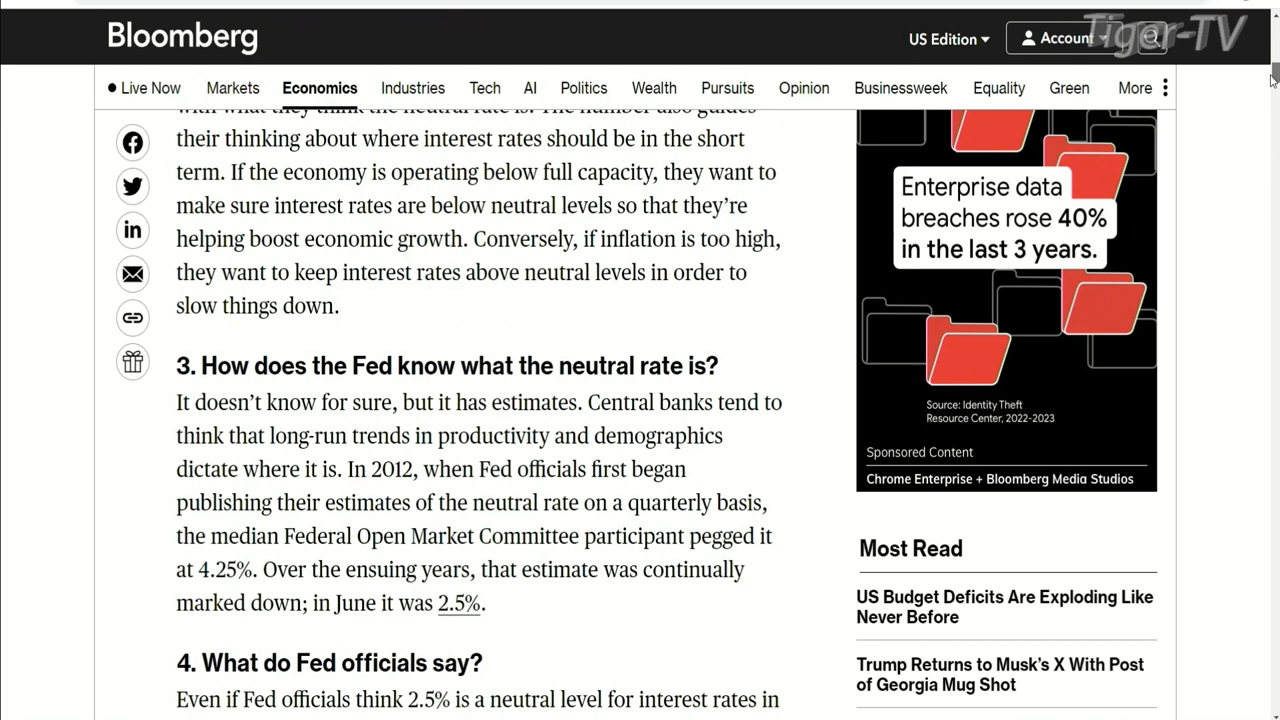 Tiger-TV
Bloomberg
US Edition
Account
Live Now Markets Economics Industries Tech AI Politics Wealth Pursuits Opinion Businessweek Equality Green More
with what they think the neutral rate is. The number also guides
their thinking about where interest rates should be in the short
term. If the economy is operating below full capacity, they want to
make sure interest rates are below neutral levels so that they’re
helping boost economic growth. Conversely, if inflation is too high,
they want to keep interest rates above neutral levels in order to
slow things down.
3. How does the Fed know what the neutral rate is?
It doesn’t know for sure, but it has estimates. Central banks tend to
think that long-run trends in productivity and demographics
dictate where it is. In 2012, when Fed officials first began
publishing their estimates of the neutral rate on a quarterly basis,
the median Federal Open Market Committee participant pegged it
at 4.25%. Over the ensuing years, that estimate was continually
marked down; in June it was 2.5%.
4. What do Fed officials say?
Even if Fed officials think 2.5% is a neutral level for interest rates in
Enterprise data
breaches rose 40%
in the last 3 years.
Source: Identity Theft
Resource Center, 2022-2023
Sponsored Content
Chrome Enterprise + Bloomberg Media Studios
Most Read
US Budget Deficits Are Exploding Like
Never Before
Trump Returns to Musk’s X With Post
of Georgia Mug Shot